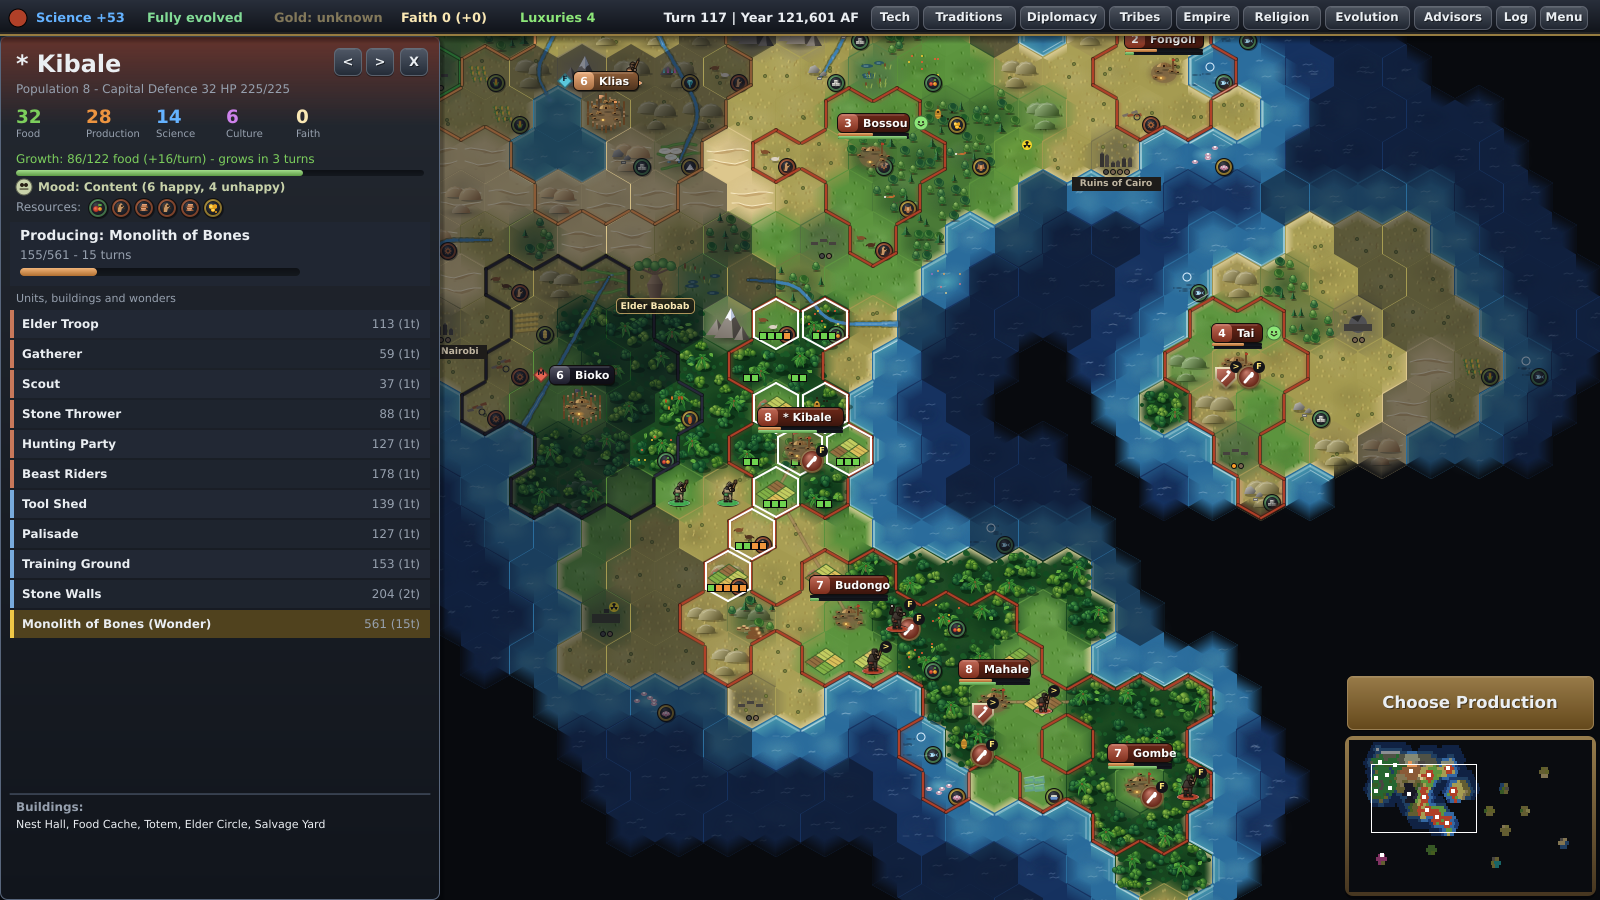 Science +53
Fully evolved
Gold: unknown
Faith 0 (+0)
Luxuries 4
Turn 117 | Year 121,601 AF
Tech
Traditions
Diplomacy
Tribes
Empire
Religion
Evolution
Advisors
Log
Menu
* Kibale
<
>
X
Population 8 - Capital Defence 32 HP 225/225
32
28
14
6
0
Food
Production
Science
Culture
Faith
Growth: 86/122 food (+16/turn) - grows in 3 turns
Mood: Content (6 happy, 4 unhappy)
Resources:
Producing: Monolith of Bones
155/561 - 15 turns
Units, buildings and wonders
Elder Troop 113 (1t)
Gatherer 59 (1t)
Scout 37 (1t)
Stone Thrower 88 (1t)
Hunting Party 127 (1t)
Beast Riders 178 (1t)
Tool Shed 139 (1t)
Palisade 127 (1t)
Training Ground 153 (1t)
Stone Walls 204 (2t)
Monolith of Bones (Wonder) 561 (15t)
Buildings:
Nest Hall, Food Cache, Totem, Elder Circle, Salvage Yard
2 Fongoli
6 Klias
3 Bossou
Ruins of Cairo
Elder Baobab
4 Tai
> F
Nairobi
6 Bioko
8 * Kibale
F
7 Budongo
F
F
>
8 Mahale
>
>
F
7 Gombe
F
F
Choose Production